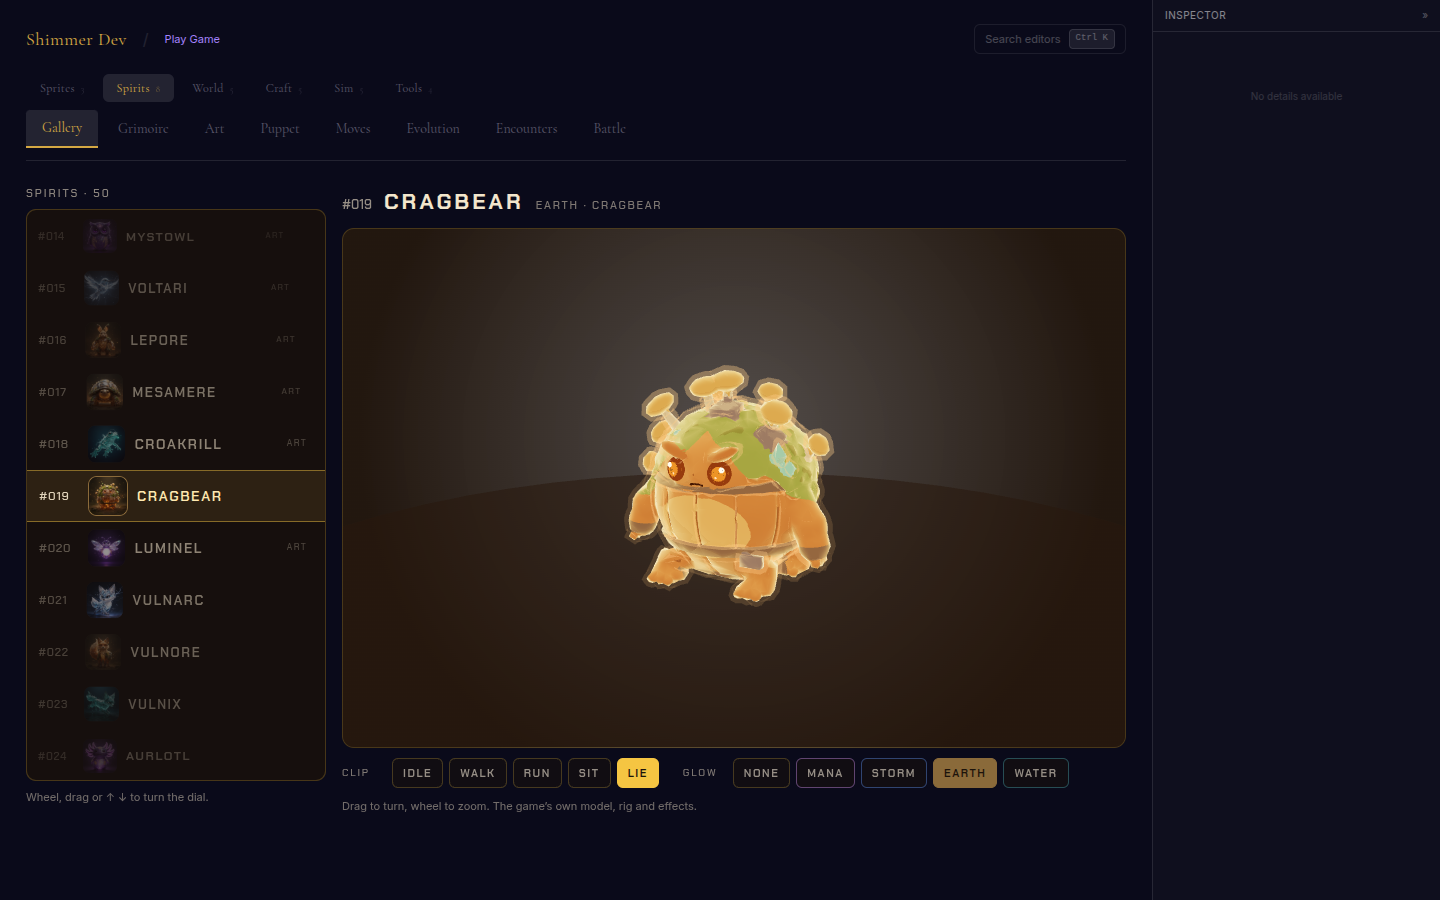 Shimmer Dev / Play Game
Search editors Ctrl K
INSPECTOR »
No details available
Sprites Spirits 8 World Craft Sim Tools
Gallery Grimoire Art Puppet Moves Evolution Encounters Battle
SPIRITS · 50
#014 MYSTOWL ART
#015 VOLTARI ART
#016 LEPORE ART
#017 MESAMERE ART
#018 CROAKRILL ART
#019 CRAGBEAR
#020 LUMINEL ART
#021 VULNARC
#022 VULNORE
#023 VULNIX
#024 AURLOTL
Wheel, drag or ↑ ↓ to turn the dial.
#019 CRAGBEAR EARTH · CRAGBEAR
CLIP IDLE WALK RUN SIT LIE GLOW NONE MANA STORM EARTH WATER
Drag to turn, wheel to zoom. The game's own model, rig and effects.